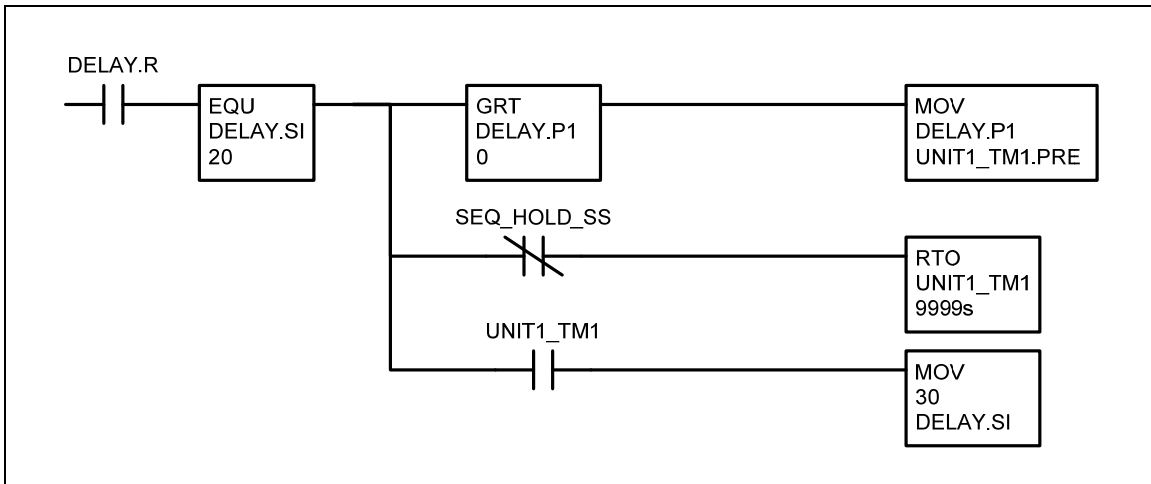 DELAY.R
EQU
DELAY.SI
20
GRT
DELAY.P1
0
MOV
DELAY.P1
UNIT1_TM1.PRE
SEQ_HOLD_SS
RTO
UNIT1_TM1
9999s
UNIT1_TM1
MOV
30
DELAY.SI